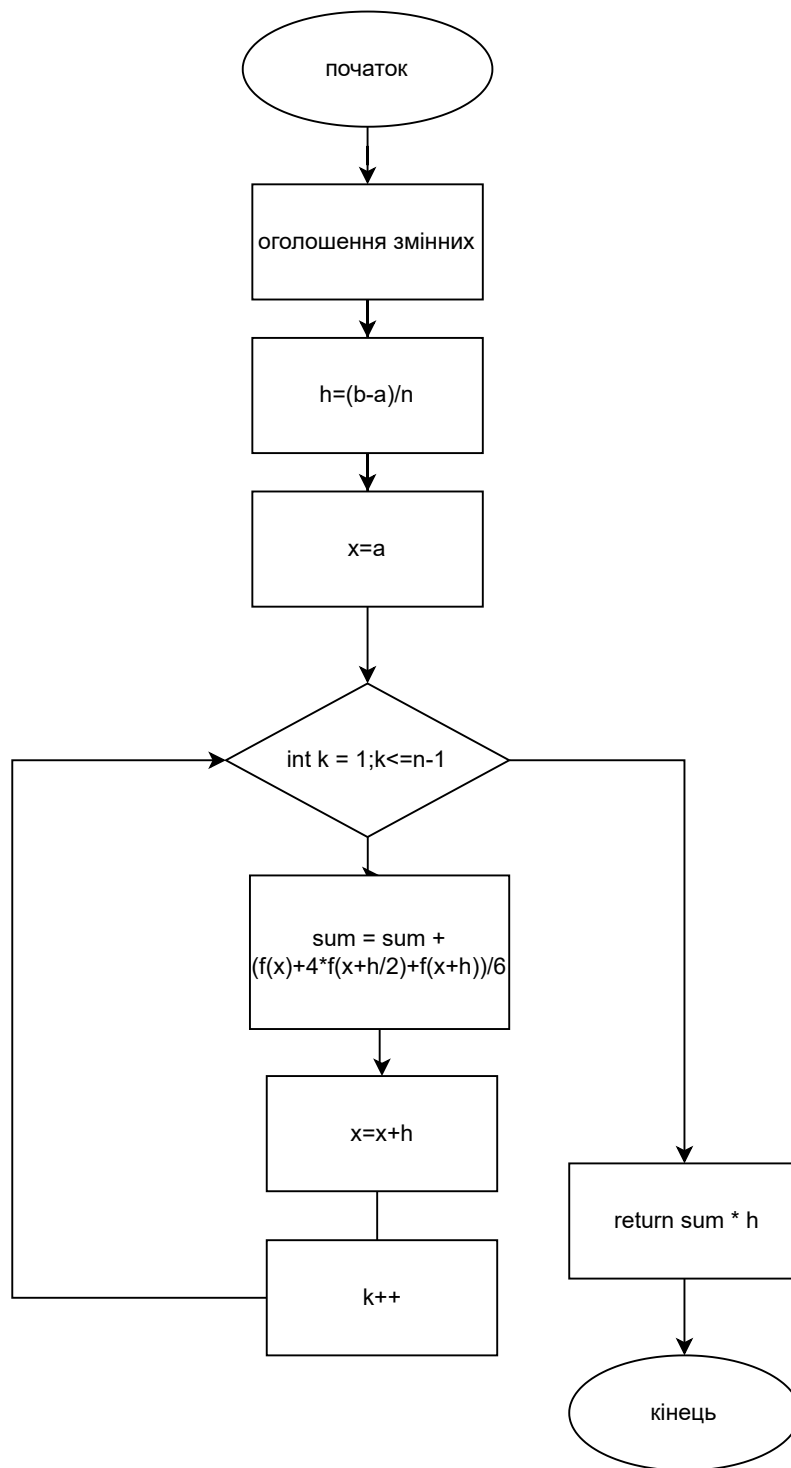 початок
оголошення змінних
h=(b-a)/n
x=a
int k = 1;k<=n-1
sum = sum +
(f(x)+4*f(x+h/2)+f(x+h))/6
x=x+h
k++
return sum * h
кінець